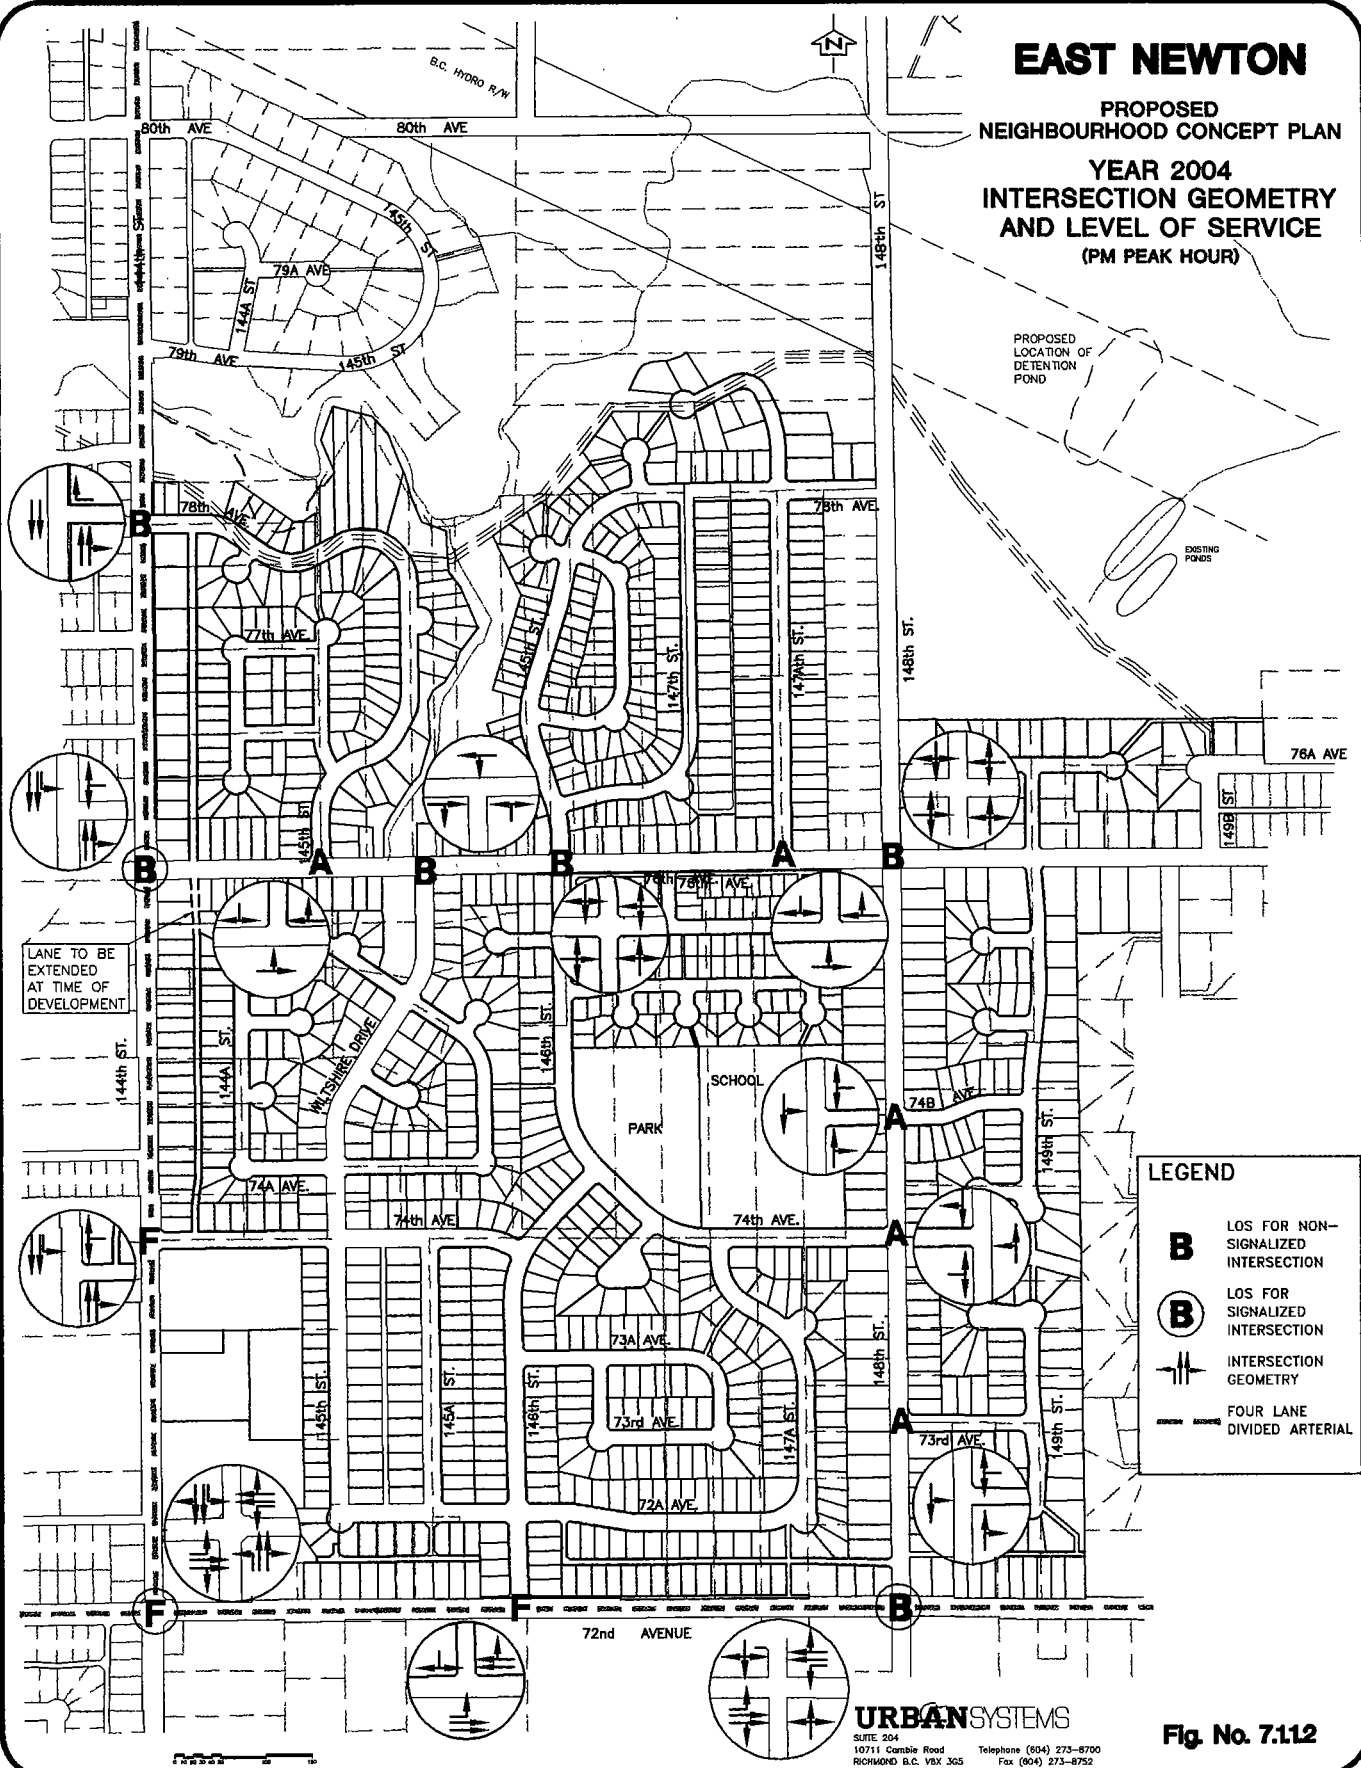 EAST NEWTON
PROPOSED
NEIGHBOURHOOD CONCEPT PLAN
YEAR 2004
INTERSECTION GEOMETRY
AND LEVEL OF SERVICE
(PM PEAK HOUR)
N
B.C. HYDRO R/W
80th AVE
80th AVE
145th ST
148th ST
79A AVE
144A ST
79th AVE
145th ST
PROPOSED
LOCATION OF
DETENTION
POND
78th AVE.
B
78th AVE.
EXISTING
PONDS
77th AVE.
145th ST.
147th ST.
147Ath ST.
148th ST.
76A AVE
149B ST
145th ST.
B
A
B
B
A
B
76th AVE.
LANE TO BE
EXTENDED
AT TIME OF
DEVELOPMENT
144th ST.
144A ST.
WILTSHIRE DRIVE
146th ST.
SCHOOL
PARK
A
74B AVE.
149th ST.
74A AVE.
74th AVE.
74th AVE.
F
A
73A AVE.
148th ST.
145th ST.
145A ST.
146th ST.
73rd AVE.
147A ST.
A
73rd AVE.
149th ST.
72A AVE.
F
F
B
72nd AVENUE
LEGEND
B
LOS FOR NON-
SIGNALIZED
INTERSECTION
B
LOS FOR
SIGNALIZED
INTERSECTION
INTERSECTION
GEOMETRY
FOUR LANE
DIVIDED ARTERIAL
URBANSYSTEMS
SUITE 204
10711 Cambie Road Telephone (604) 273-8700
RICHMOND B.C. V6X 3G5 Fax (604) 273-8752
Fig. No. 7.11.2